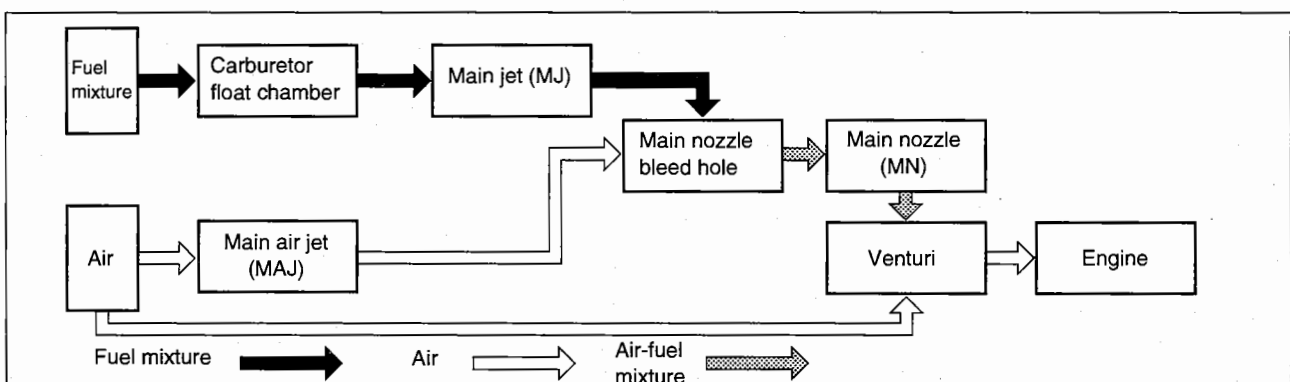 Fuel
mixture
Carburetor
float chamber
Main jet (MJ)
Main nozzle
bleed hole
Main nozzle
(MN)
Air
Main air jet
(MAJ)
Venturi
Engine
Fuel mixture
Air
Air-fuel
mixture